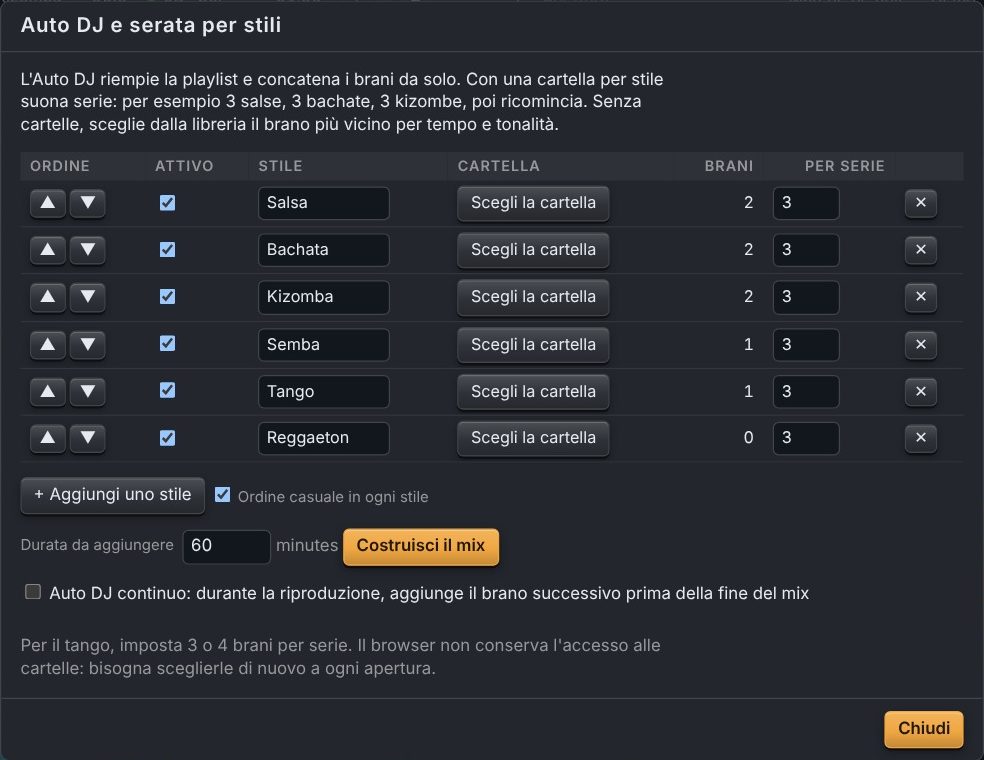 Auto DJ e serata per stili
L'Auto DJ riempie la playlist e concatena i brani da solo. Con una cartella per stile
suona serie: per esempio 3 salse, 3 bachate, 3 kizombe, poi ricomincia. Senza
cartelle, sceglie dalla libreria il brano più vicino per tempo e tonalità.
ORDINE ATTIVO STILE CARTELLA BRANI PER SERIE
▲ ▼ Salsa Scegli la cartella 2 3 ✕
▲ ▼ Bachata Scegli la cartella 2 3 ✕
▲ ▼ Kizomba Scegli la cartella 2 3 ✕
▲ ▼ Semba Scegli la cartella 1 3 ✕
▲ ▼ Tango Scegli la cartella 1 3 ✕
▲ ▼ Reggaeton Scegli la cartella 0 3 ✕
+ Aggiungi uno stile Ordine casuale in ogni stile
Durata da aggiungere 60 minutes Costruisci il mix
Auto DJ continuo: durante la riproduzione, aggiunge il brano successivo prima della fine del mix
Per il tango, imposta 3 o 4 brani per serie. Il browser non conserva l'accesso alle
cartelle: bisogna sceglierle di nuovo a ogni apertura.
Chiudi